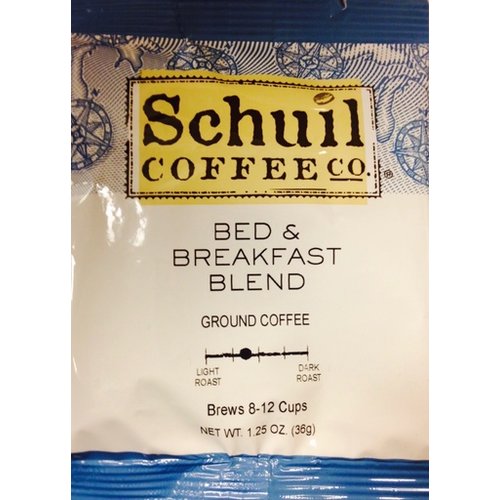 Schuil
COFFEE CO.®
BED &
BREAKFAST
BLEND
GROUND COFFEE
LIGHT ROAST
DARK ROAST
Brews 8-12 Cups
NET WT. 1.25 OZ. (36g)